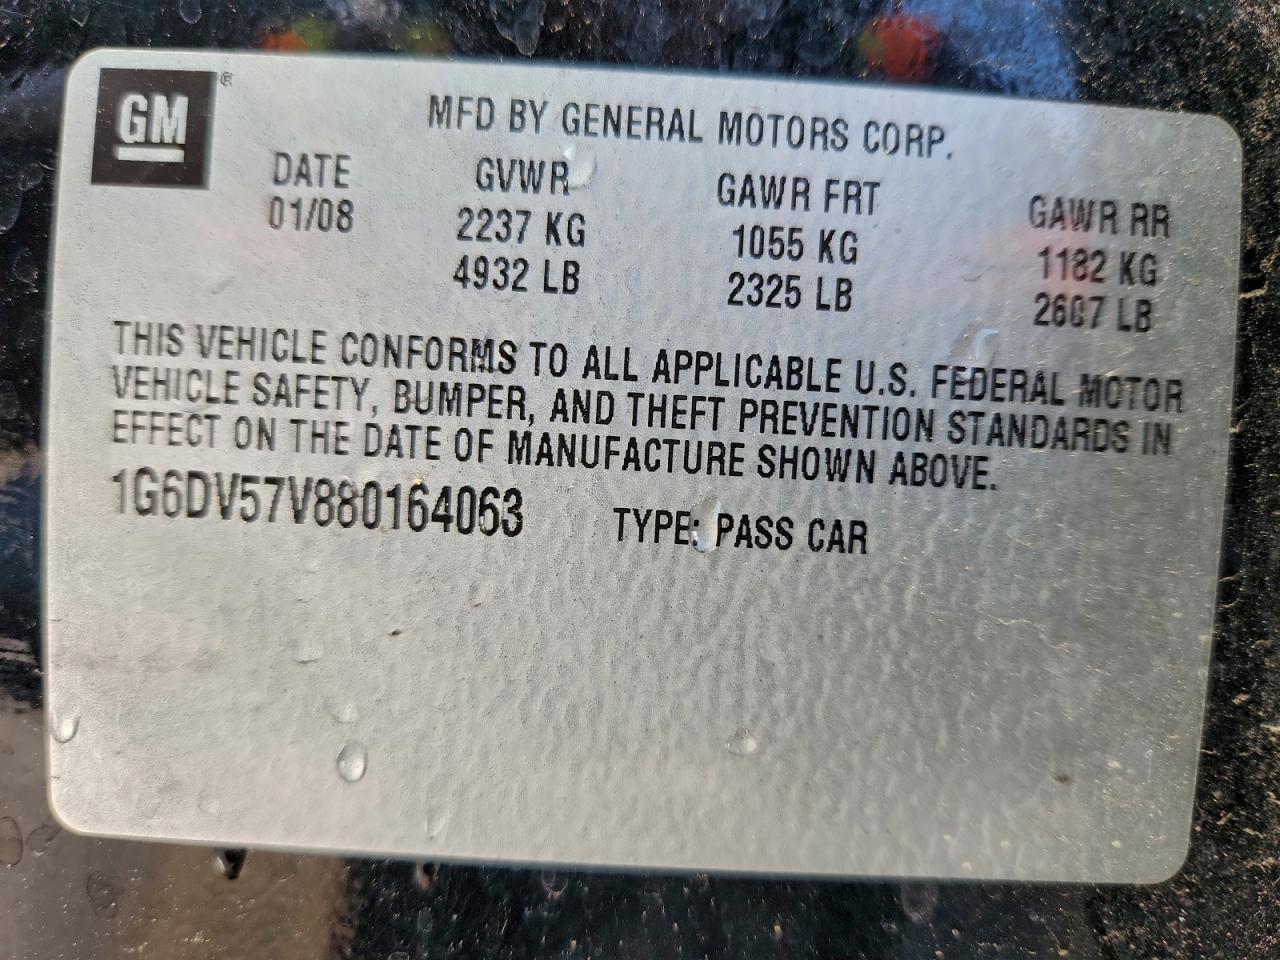 GM®
MFD BY GENERAL MOTORS CORP.
DATE GVWR GAWR FRT GAWR RR
01/08 2237 KG 1055 KG 1182 KG
4932 LB 2325 LB 2607 LB
THIS VEHICLE CONFORMS TO ALL APPLICABLE U.S. FEDERAL MOTOR
VEHICLE SAFETY, BUMPER, AND THEFT PREVENTION STANDARDS IN
EFFECT ON THE DATE OF MANUFACTURE SHOWN ABOVE.
1G6DV57V880164063 TYPE: PASS CAR